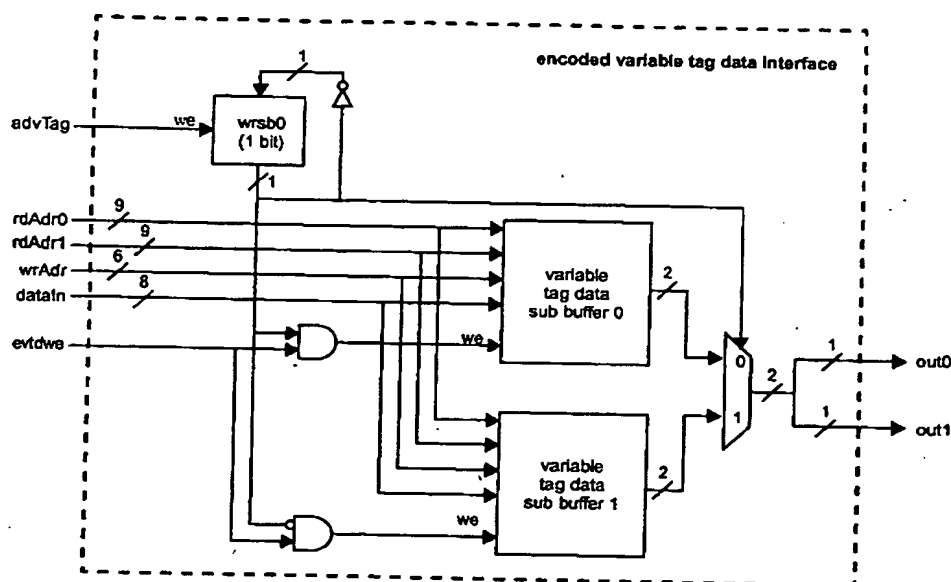 encoded variable tag data interface
1
advTag
we
wrsb0
(1 bit)
1
rdAdr0
9
rdAdr1
9
wrAdr
6
dataIn
8
evtdwe
variable
tag data
sub buffer 0
2
we
0
1
2
1
out0
1
out1
variable
tag data
sub buffer 1
2
we